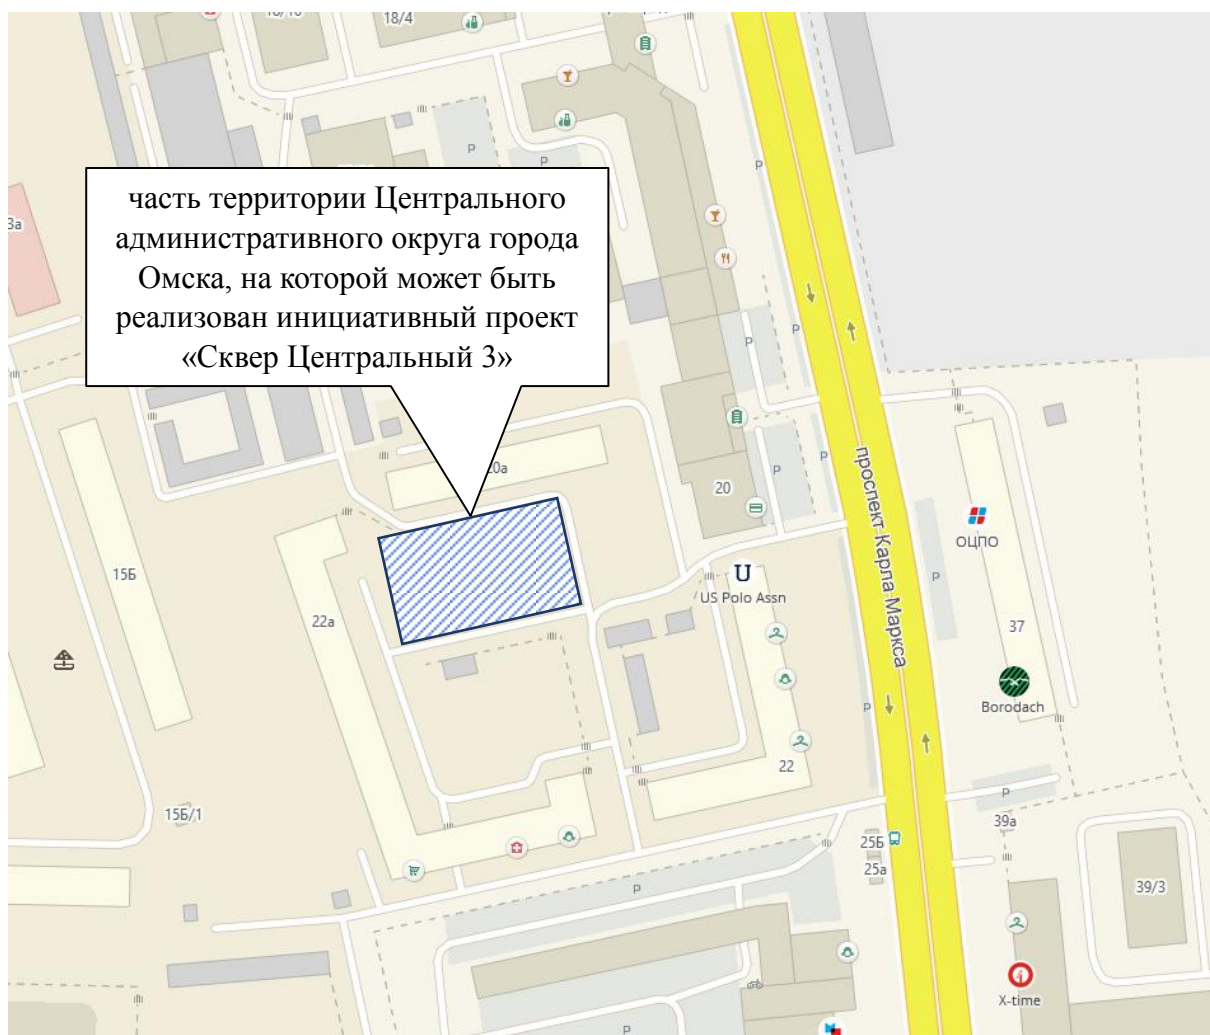 18/4
P
P
P
3а
часть территории Центрального
административного округа города
Омска, на которой может быть
реализован инициативный проект
«Сквер Центральный 3»
P
P
P
P
P
P
20а
20
проспект Карла Маркса
ОЦПО
15Б
22а
U
US Polo Assn
P
37
Borodach
P
22
15Б/1
P
39а
25Б
25а
P
39/3
X-time
P